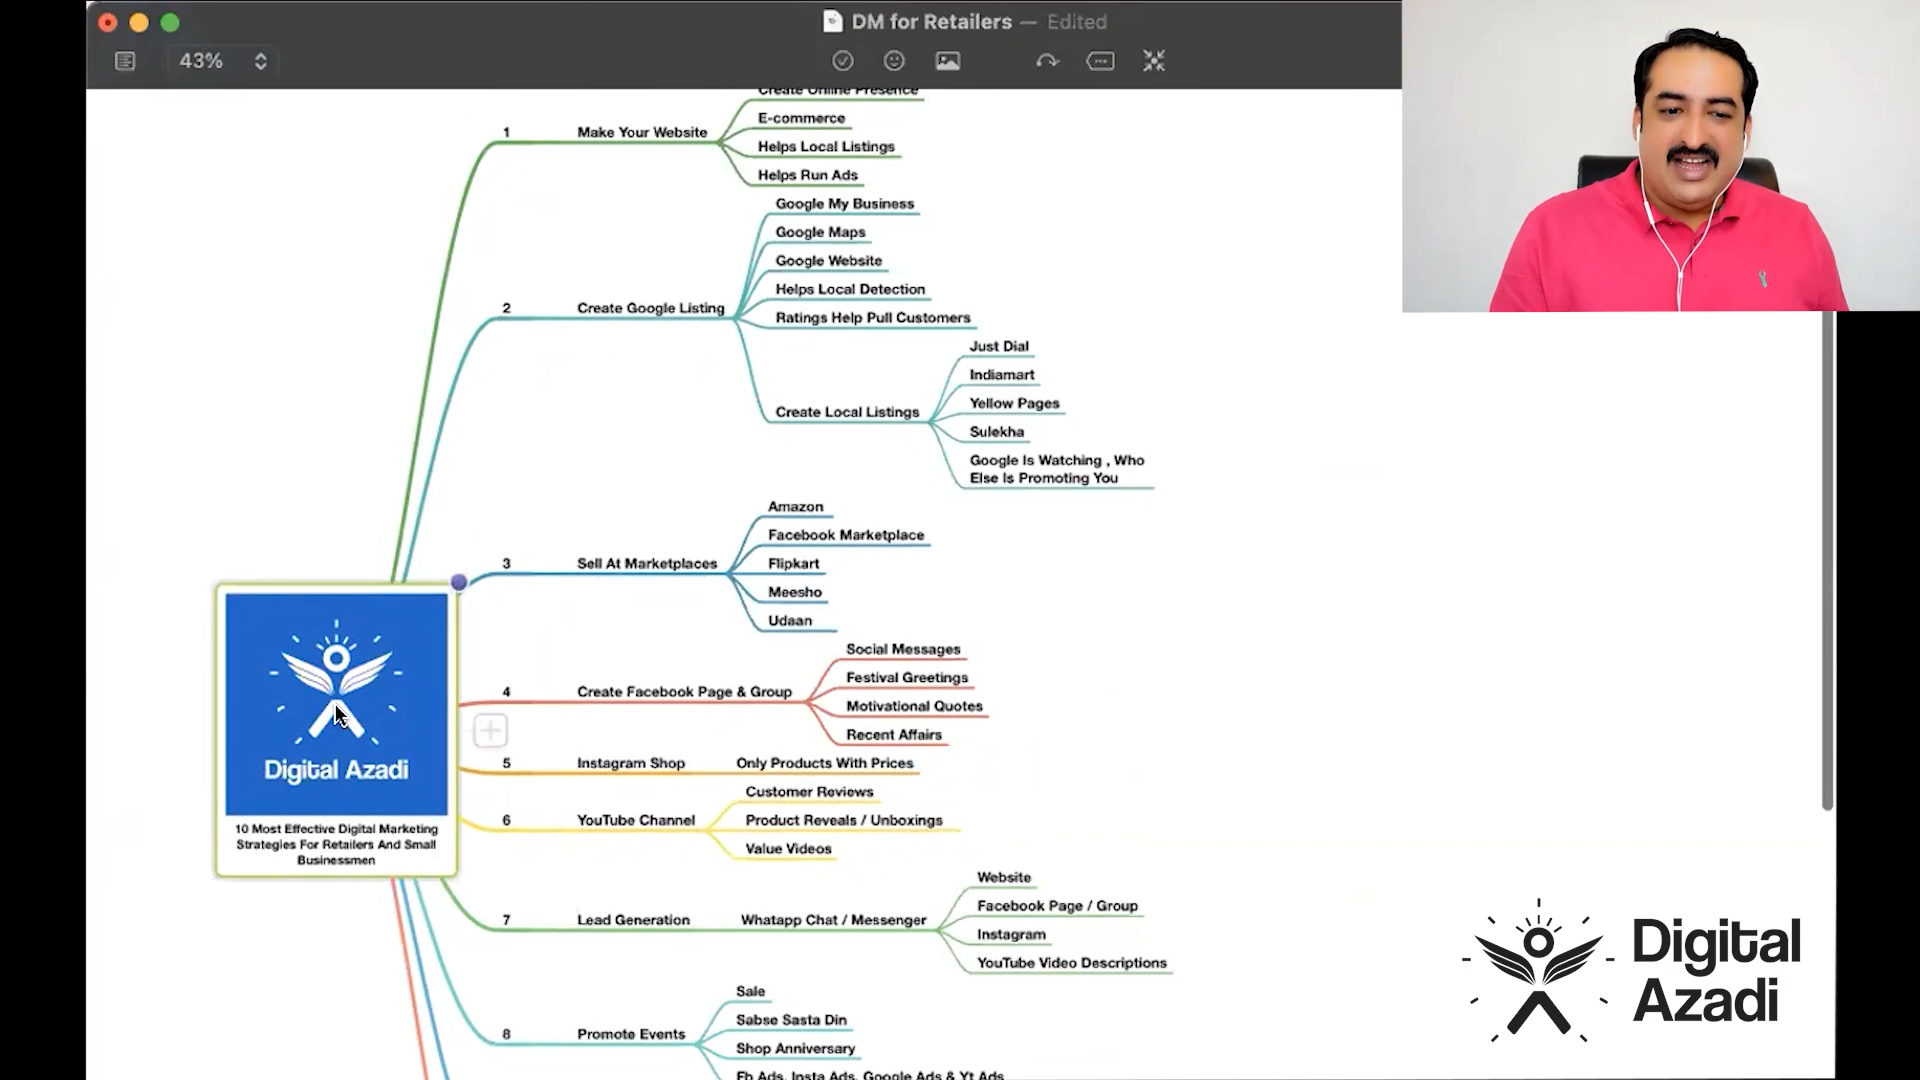 DM for Retailers — Edited
43%
Create Online Presence
1 Make Your Website
E-commerce
Helps Local Listings
Helps Run Ads
Google My Business
Google Maps
Google Website
Helps Local Detection
2 Create Google Listing
Ratings Help Pull Customers
Just Dial
Indiamart
Yellow Pages
Create Local Listings
Sulekha
Google Is Watching , Who
Else Is Promoting You
Amazon
Facebook Marketplace
3 Sell At Marketplaces
Flipkart
Meesho
Udaan
Social Messages
Festival Greetings
4 Create Facebook Page & Group
Motivational Quotes
Recent Affairs
5 Instagram Shop Only Products With Prices
Customer Reviews
6 YouTube Channel
Product Reveals / Unboxings
Value Videos
Digital Azadi
10 Most Effective Digital Marketing
Strategies For Retailers And Small
Businessmen
Website
Facebook Page / Group
7 Lead Generation Whatapp Chat / Messenger
Instagram
YouTube Video Descriptions
Sale
Sabse Sasta Din
8 Promote Events
Shop Anniversary
Fb Ads, Insta Ads, Google Ads & Yt Ads
Digital
Azadi